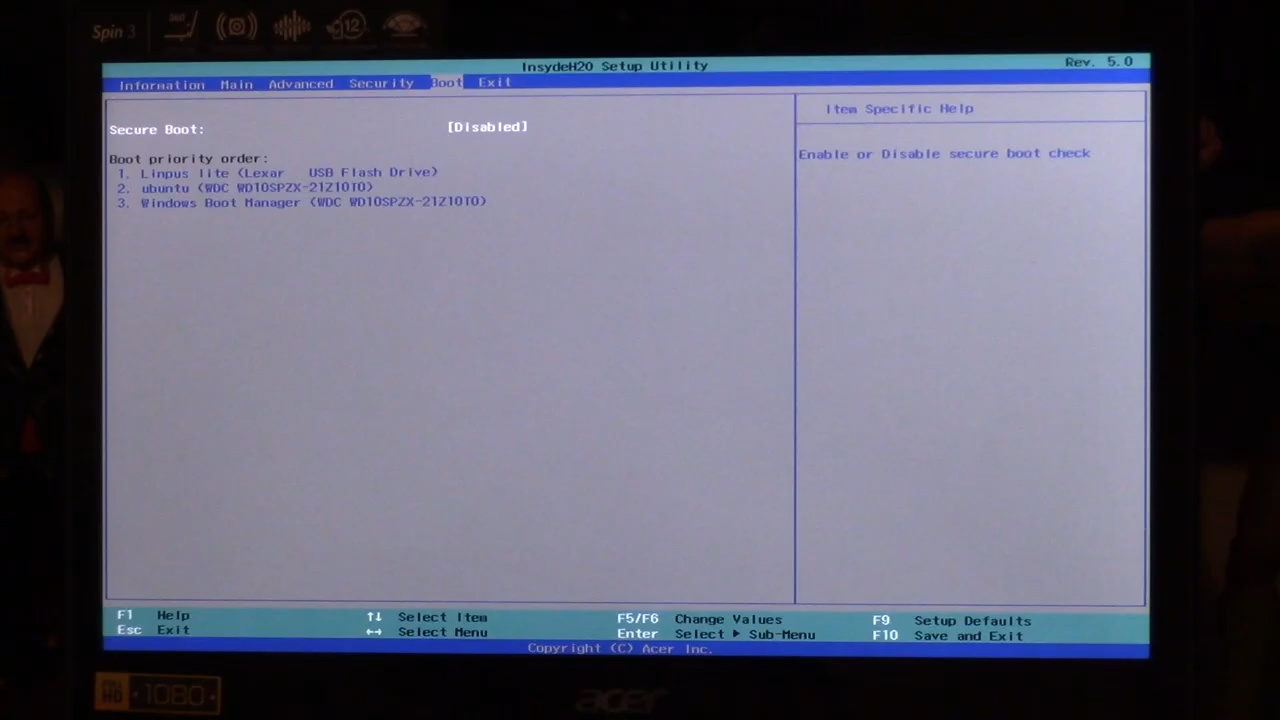 Spin 3
360°
12
InsydeH20 Setup Utility Rev. 5.0
Information Main Advanced Security Boot Exit
Item Specific Help
Secure Boot: [Disabled]
Enable or Disable secure boot check
Boot priority order:
1. Linpus lite (Lexar USB Flash Drive)
2. ubuntu (WDC WD10SPZX-21Z10T0)
3. Windows Boot Manager (WDC WD10SPZX-21Z10T0)
F1 Help ↑↓ Select Item F5/F6 Change Values F9 Setup Defaults
Esc Exit ↔ Select Menu Enter Select ▶ Sub-Menu F10 Save and Exit
Copyright (C) Acer Inc.
FULL HD 1080
acer